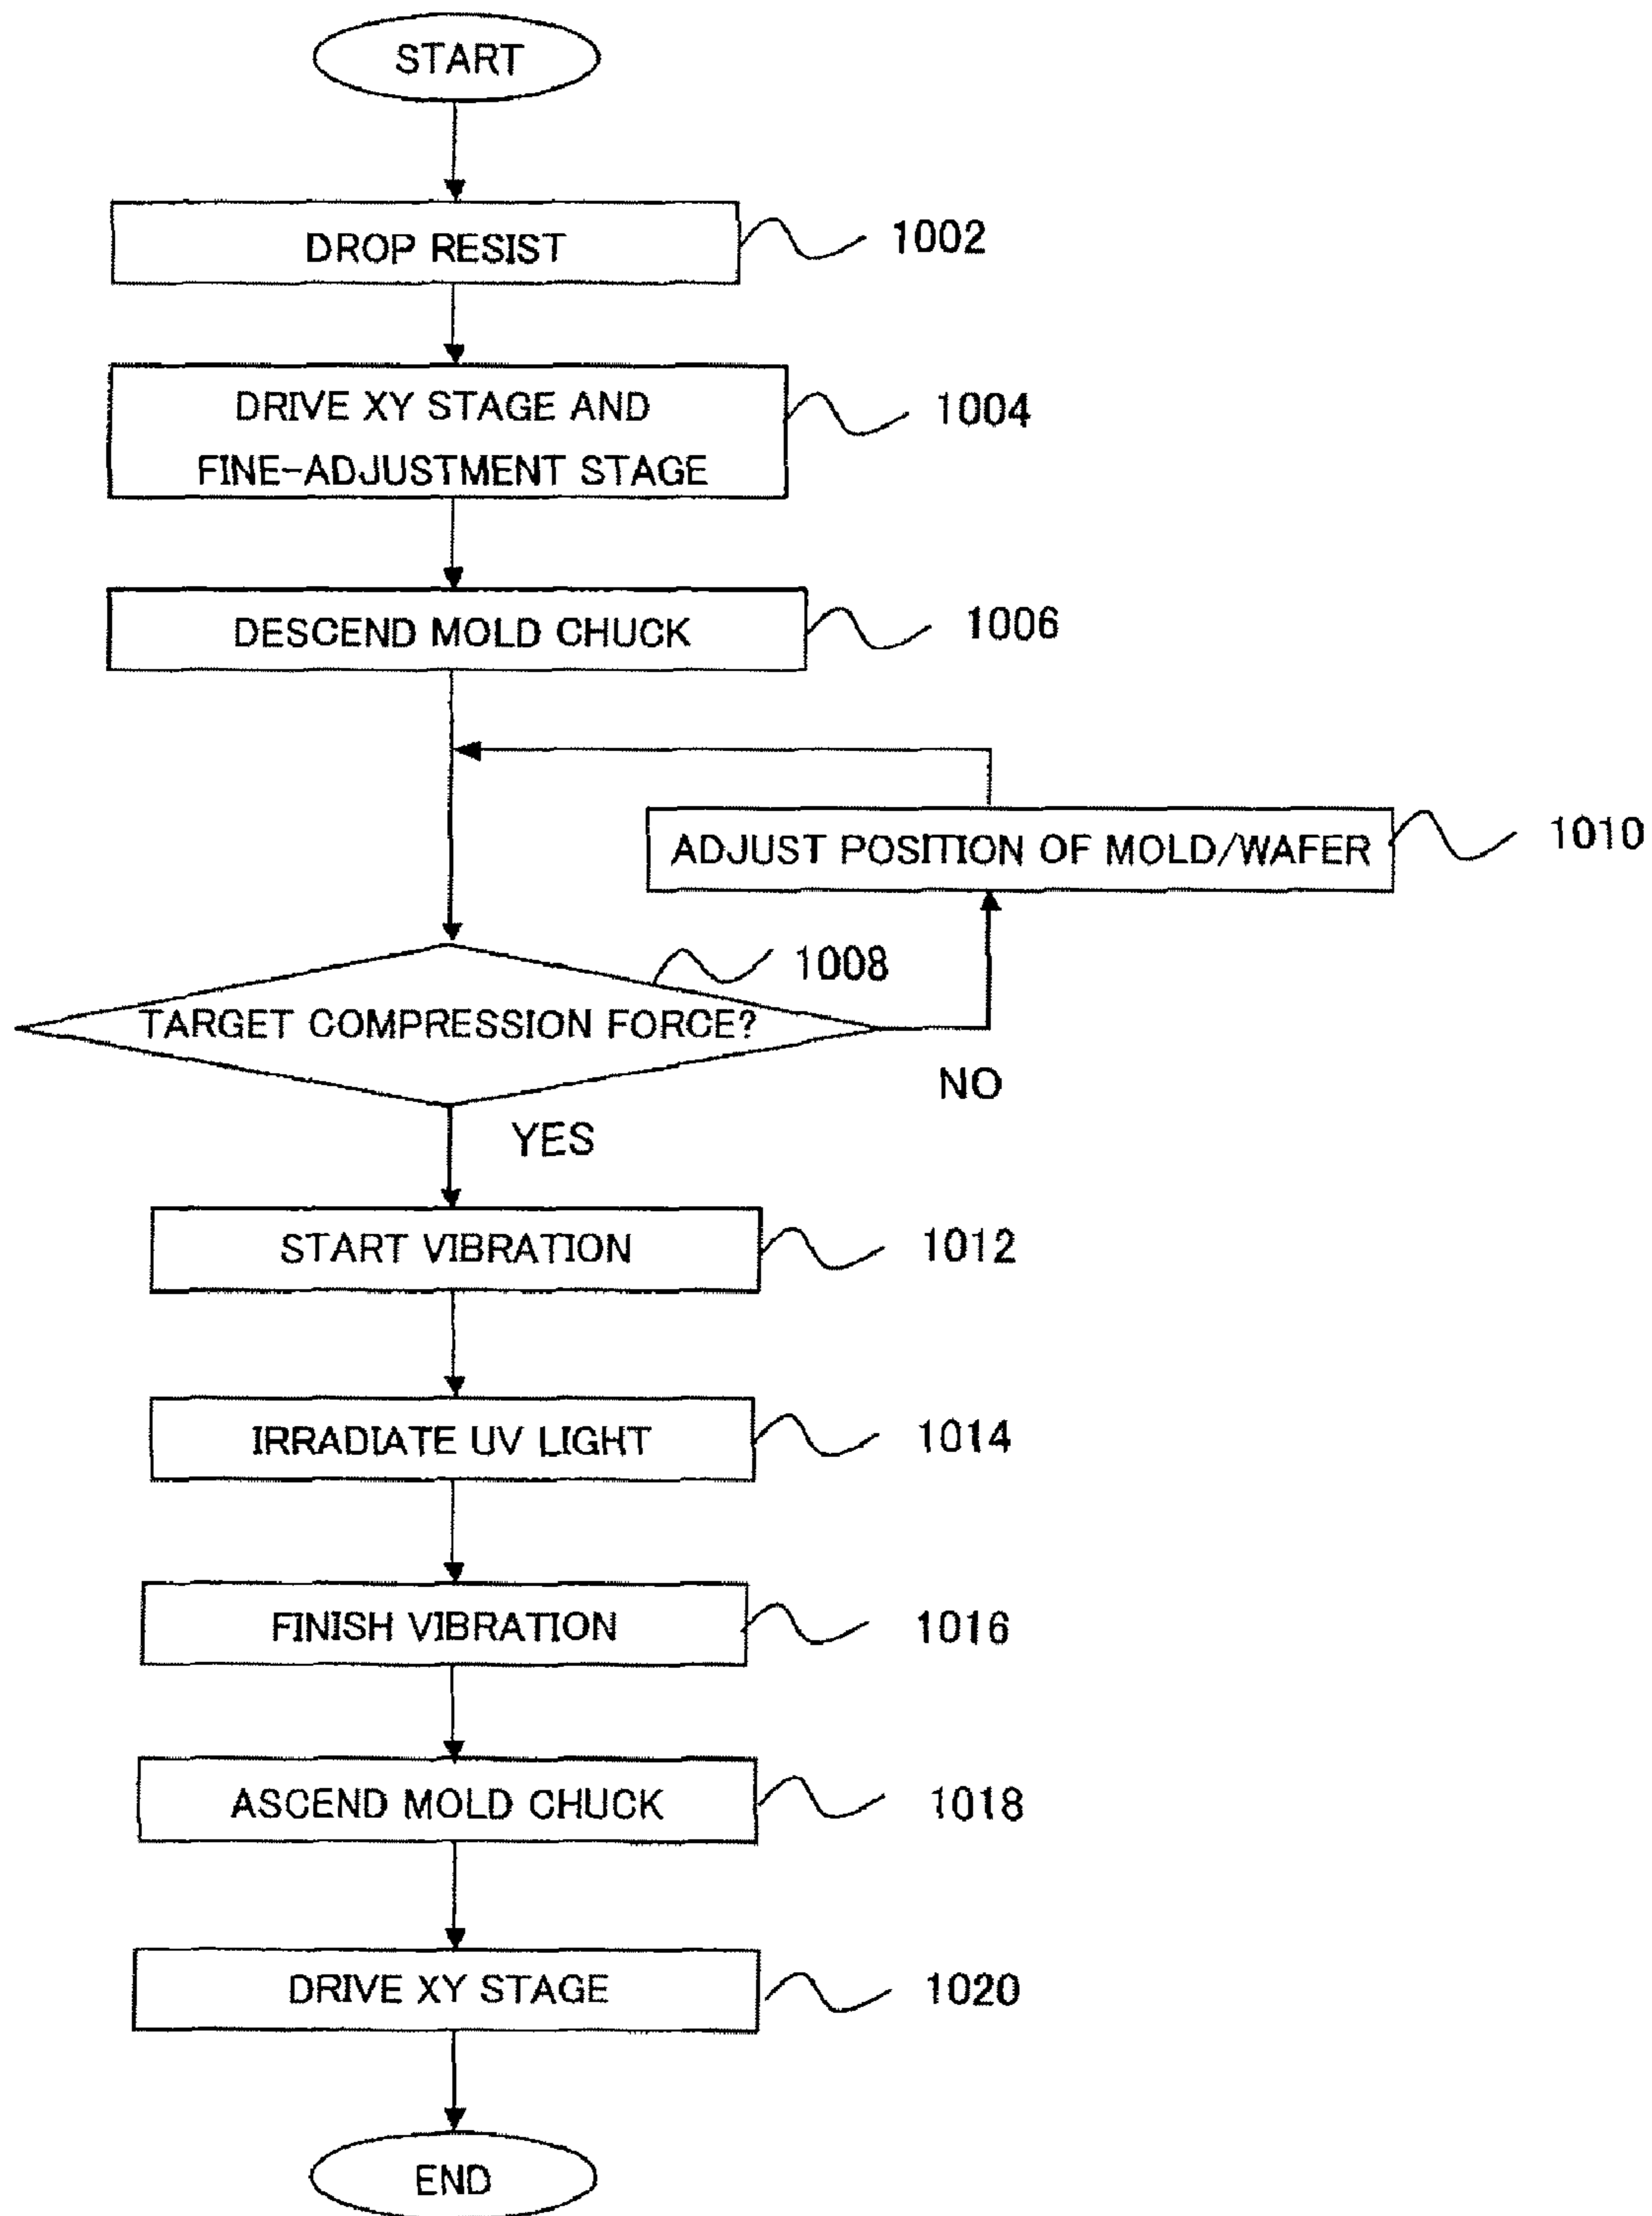 START
DROP RESIST
1002
DRIVE XY STAGE AND
FINE-ADJUSTMENT STAGE
1004
DESCEND MOLD CHUCK
1006
ADJUST POSITION OF MOLD/WAFER
1010
TARGET COMPRESSION FORCE?
1008
NO
YES
START VIBRATION
1012
IRRADIATE UV LIGHT
1014
FINISH VIBRATION
1016
ASCEND MOLD CHUCK
1018
DRIVE XY STAGE
1020
END